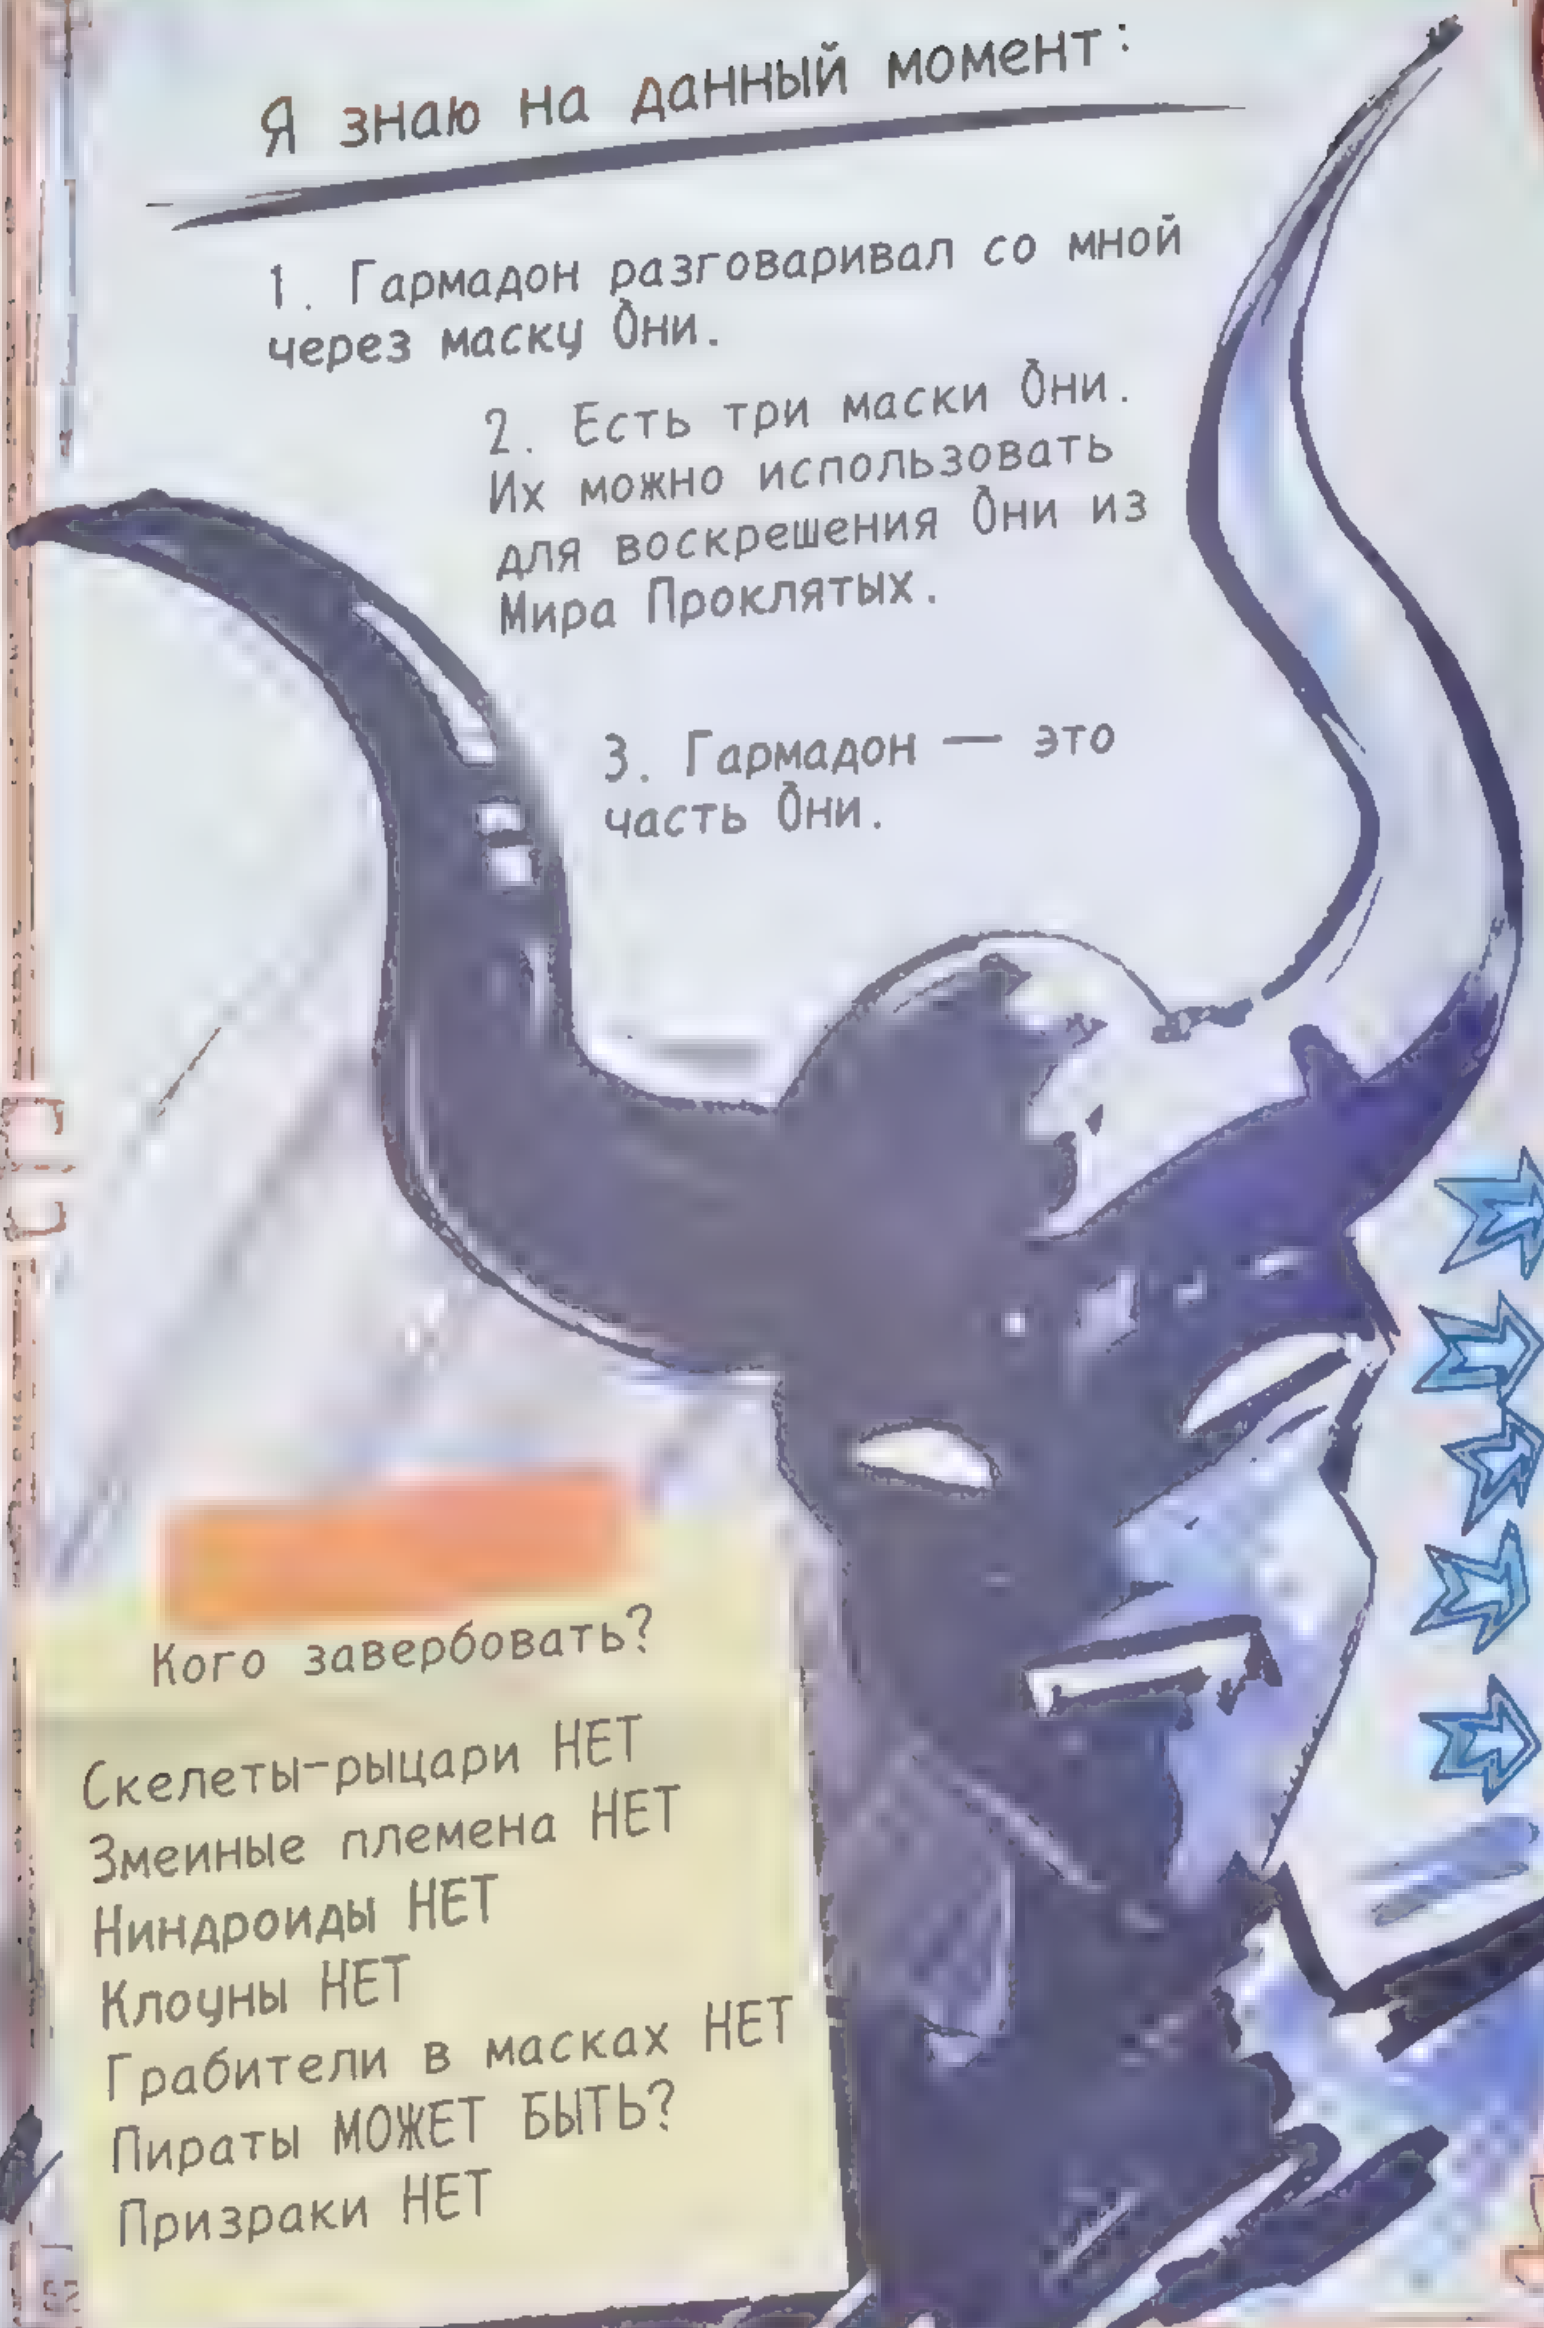 Я знаю на данный момент:
1. Гармадон разговаривал со мной
через маску Они.
2. Есть три маски Они.
Их можно использовать
для воскрешения Они из
Мира Проклятых.
3. Гармадон — это
часть Они.
Кого завербовать?
Скелеты-рыцари НЕТ
Змеиные племена НЕТ
Ниндроиды НЕТ
Клоуны НЕТ
Грабители в масках НЕТ
Пираты МОЖЕТ БЫТЬ?
Призраки НЕТ